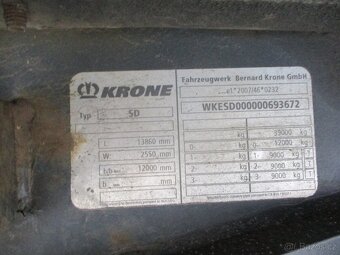 KRONE
Fahrzeugwerk Bernard Krone GmbH
...e1*2007/46*0232
Typ SD
WKESD000000693672
13860 mm
kg 39000 kg
W- 2550 mm
0- kg 12000 kg
12000 mm
1- kg 1- 9000 kg
b- mm
2- kg 2- 9000 kg
3- kg 3- 9000 kg